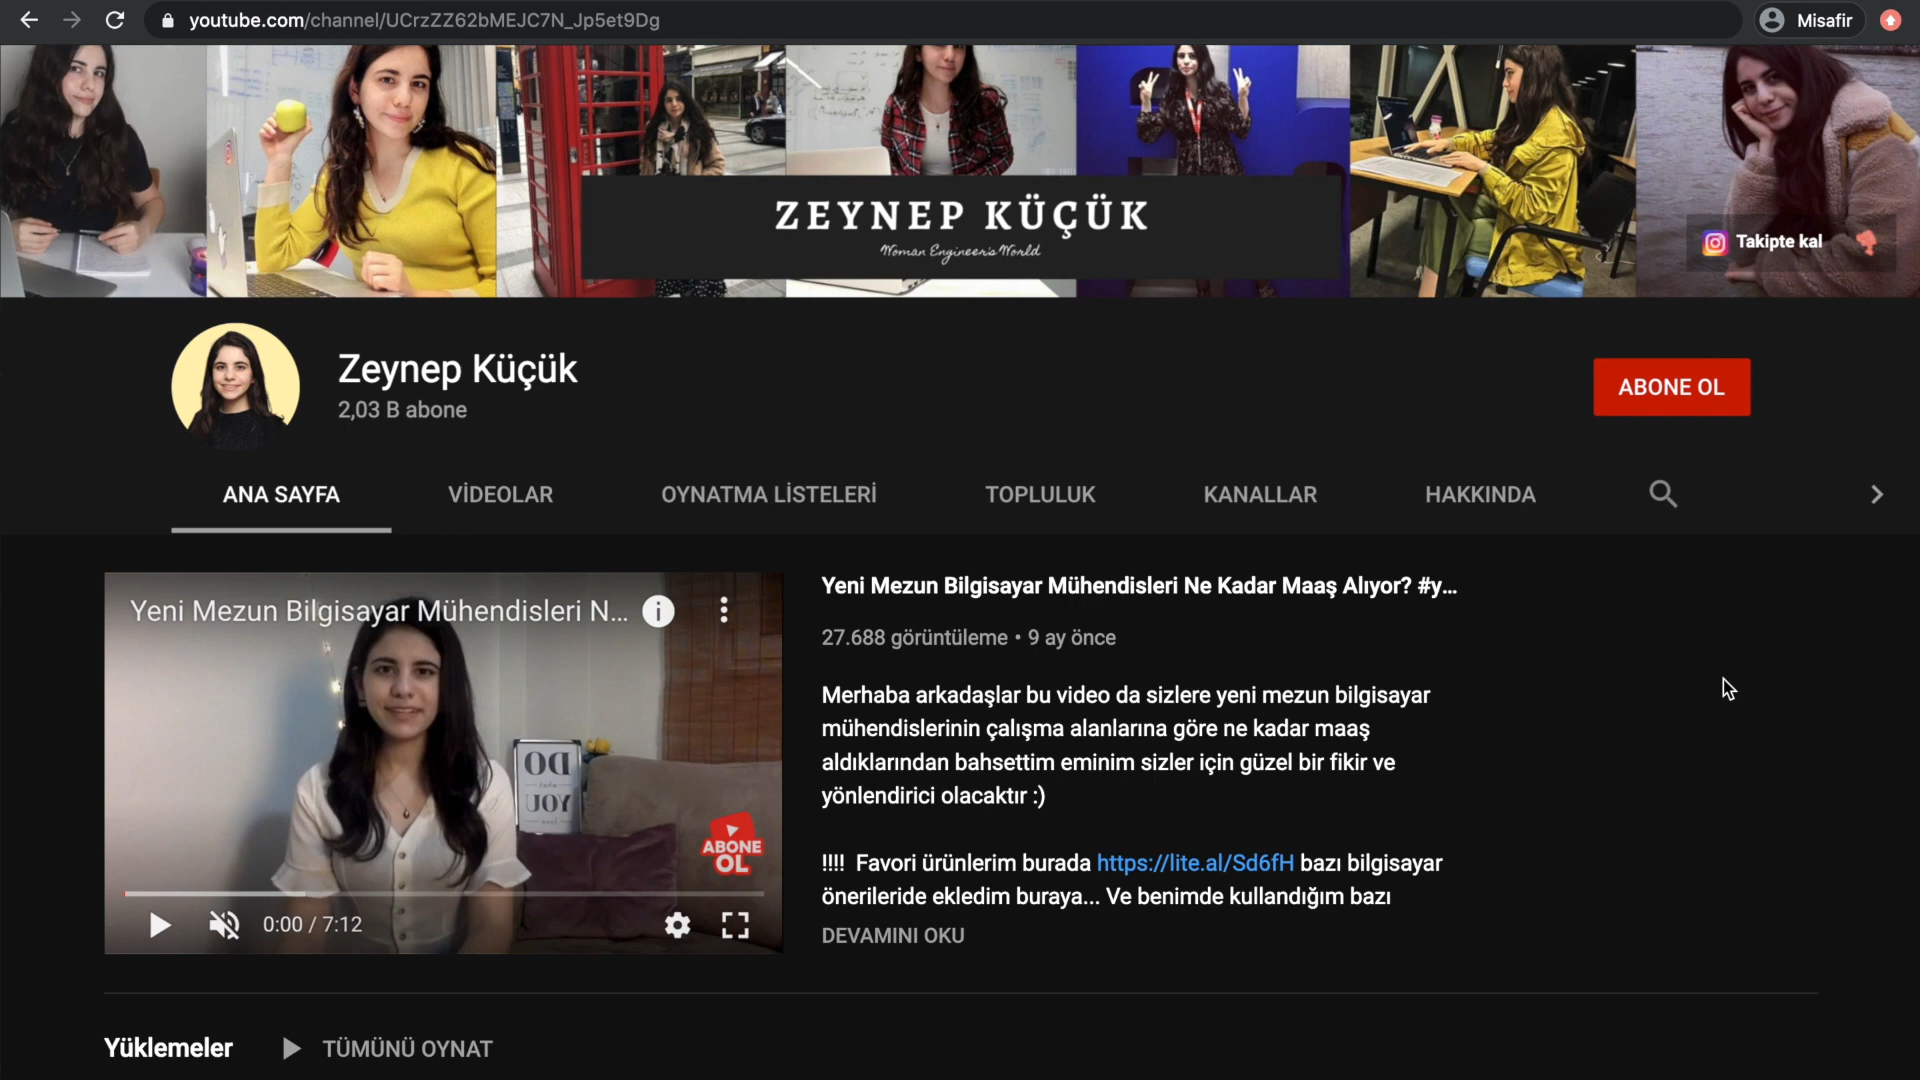 youtube.com/channel/UCrzZZ62bMEJC7N_Jp5et9Dg
Misafir
ZEYNEP KÜÇÜK
Woman Engineer's World
Takipte kal
Zeynep Küçük
2,03 B abone
ABONE OL
ANA SAYFA
VİDEOLAR
OYNATMA LİSTELERİ
TOPLULUK
KANALLAR
HAKKINDA
Yeni Mezun Bilgisayar Mühendisleri N...
DO
YOU
ABONE
OL
0:00 / 7:12
Yeni Mezun Bilgisayar Mühendisleri Ne Kadar Maaş Alıyor? #y...
27.688 görüntüleme • 9 ay önce
Merhaba arkadaşlar bu video da sizlere yeni mezun bilgisayar
mühendislerinin çalışma alanlarına göre ne kadar maaş
aldıklarından bahsettim eminim sizler için güzel bir fikir ve
yönlendirici olacaktır :)
!!!! Favori ürünlerim burada https://lite.al/Sd6fH bazı bilgisayar
önerileride ekledim buraya... Ve benimde kullandığım bazı
DEVAMINI OKU
Yüklemeler
TÜMÜNÜ OYNAT